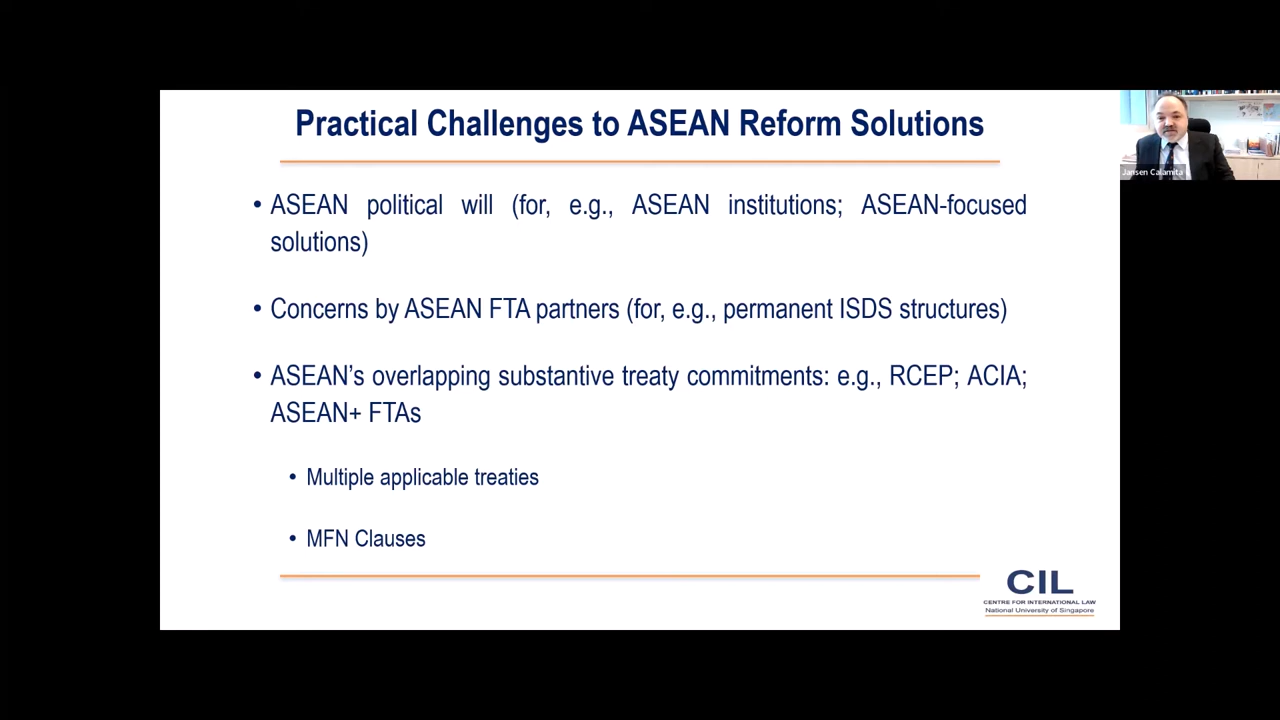 Practical Challenges to ASEAN Reform Solutions
• ASEAN political will (for, e.g., ASEAN institutions; ASEAN-focused
solutions)
• Concerns by ASEAN FTA partners (for, e.g., permanent ISDS structures)
• ASEAN's overlapping substantive treaty commitments: e.g., RCEP; ACIA;
ASEAN+ FTAs
• Multiple applicable treaties
• MFN Clauses
CIL
CENTRE FOR INTERNATIONAL LAW
National University of Singapore
Jansen Calamita